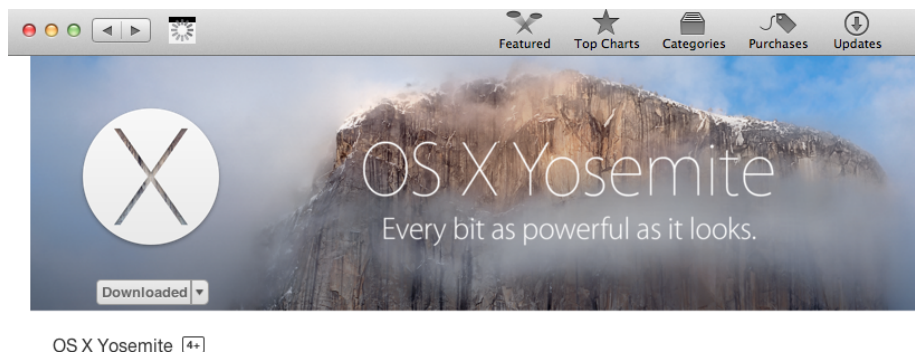 Featured Top Charts Categories Purchases Updates
OS X Yosemite
Every bit as powerful as it looks.
Downloaded
OS X Yosemite 4+